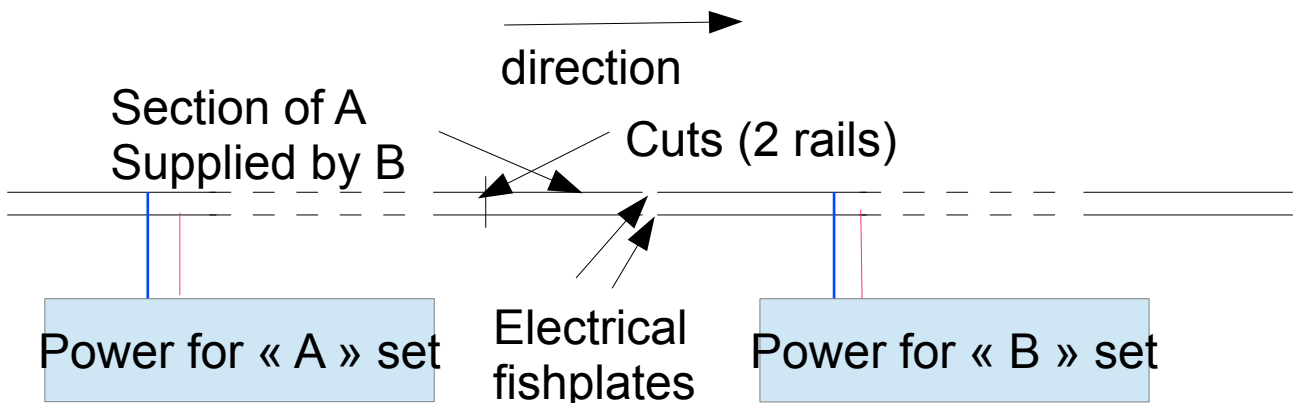 direction
Section of A
Supplied by B
Cuts (2 rails)
Electrical
fishplates
Power for « A » set
Power for « B » set